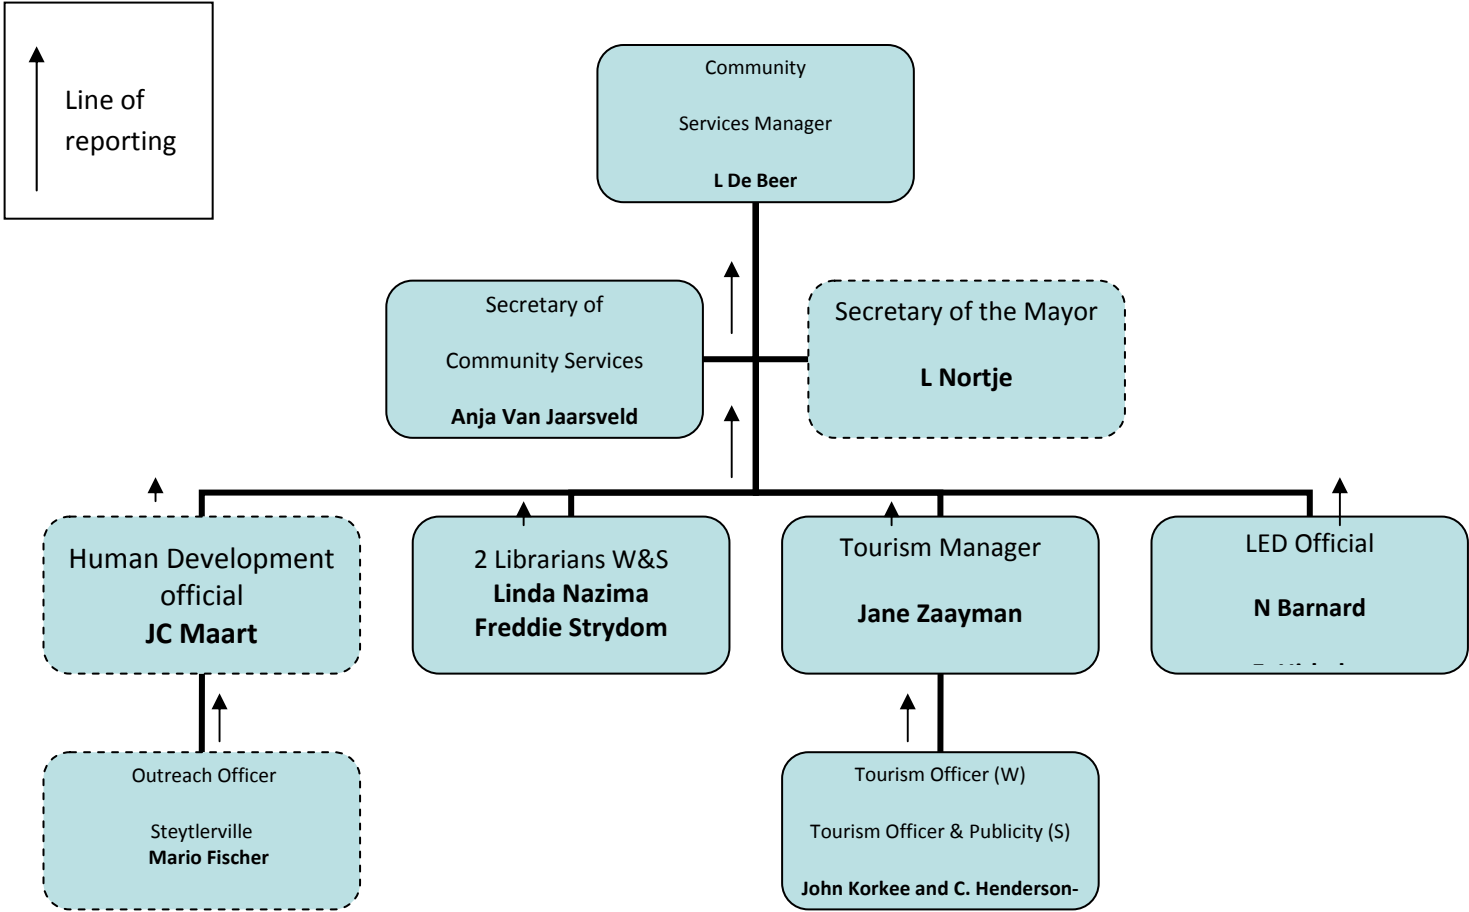 Line of
reporting
Community
Services Manager
L De Beer
Secretary of
Community Services
Anja Van Jaarsveld
Secretary of the Mayor
L Nortje
Human Development
official
JC Maart
2 Librarians W&S
Linda Nazima
Freddie Strydom
Tourism Manager
Jane Zaayman
LED Official
N Barnard
Outreach Officer
Steytlerville
Mario Fischer
Tourism Officer (W)
Tourism Officer & Publicity (S)
John Korkee and C. Henderson-